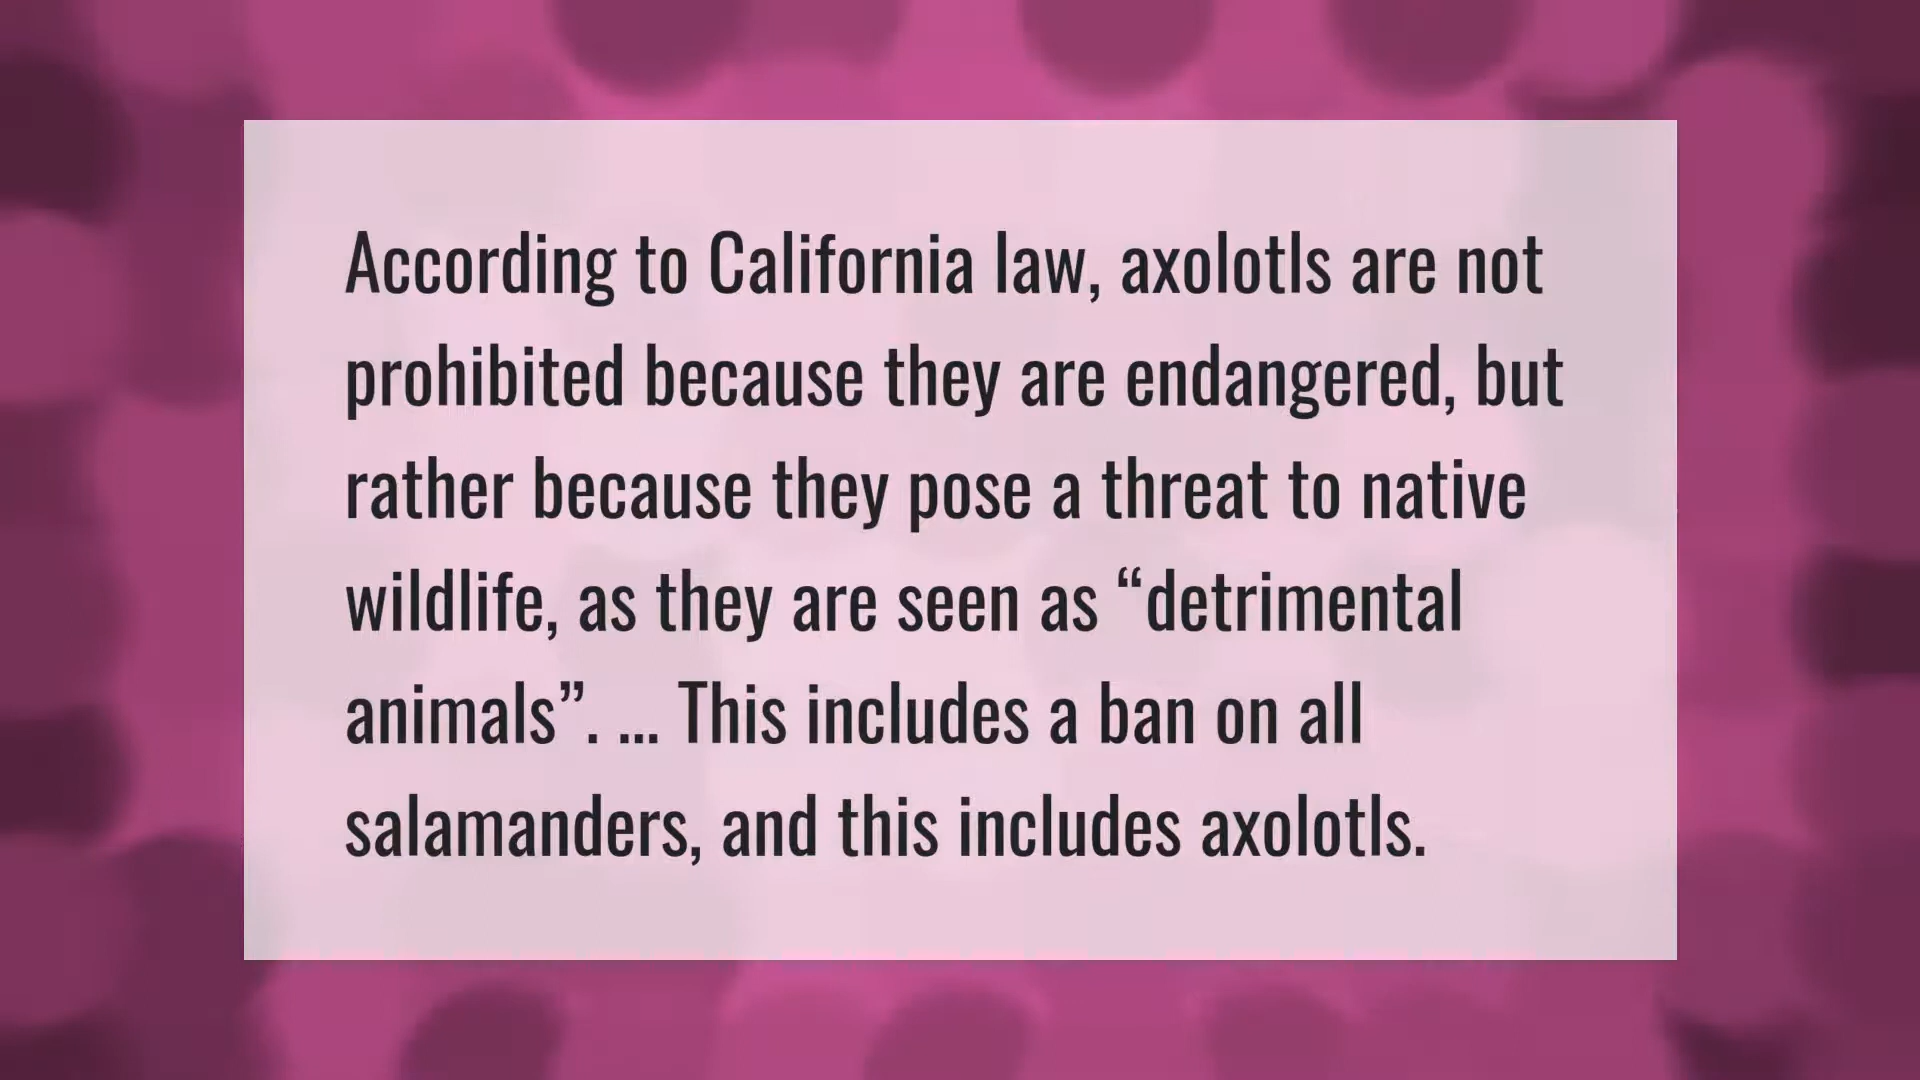 According to California law, axolotls are not
prohibited because they are endangered, but
rather because they pose a threat to native
wildlife, as they are seen as “detrimental
animals”. ... This includes a ban on all
salamanders, and this includes axolotls.